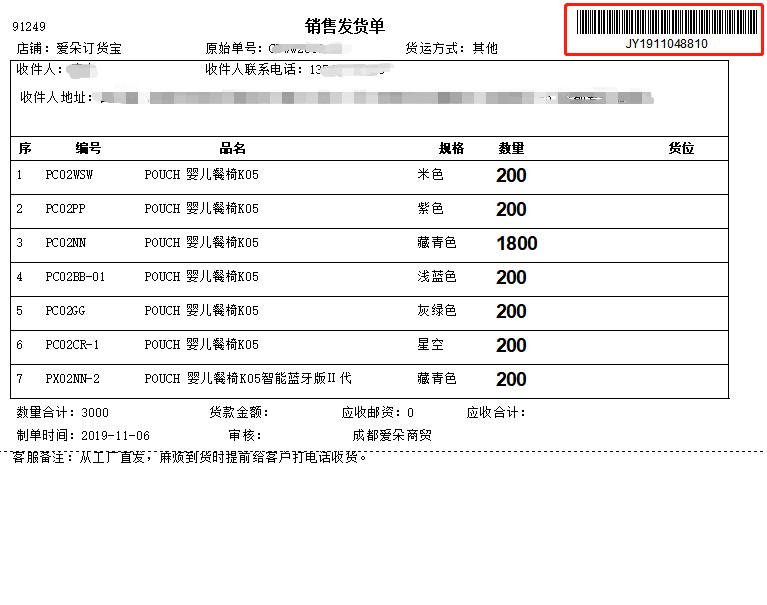 91249
销售发货单
JY1911048810
店铺：爱朵订货宝 原始单号： 货运方式：其他
收件人： 收件人联系电话：13
收件人地址：
序 编号 品名 规格 数量 货位
1 PC02WSW POUCH 婴儿餐椅K05 米色 200
2 PC02PP POUCH 婴儿餐椅K05 紫色 200
3 PC02NN POUCH 婴儿餐椅K05 藏青色 1800
4 PC02BB-01 POUCH 婴儿餐椅K05 浅蓝色 200
5 PC02GG POUCH 婴儿餐椅K05 灰绿色 200
6 PC02CR-1 POUCH 婴儿餐椅K05 星空 200
7 PX02NN-2 POUCH 婴儿餐椅K05智能蓝牙版Ⅱ代 藏青色 200
数量合计：3000 货款金额： 应收邮资：0 应收合计：
制单时间：2019-11-06 审核： 成都爱朵商贸
客服备注：从工厂直发，麻烦到货时提前给客户打电话收货。